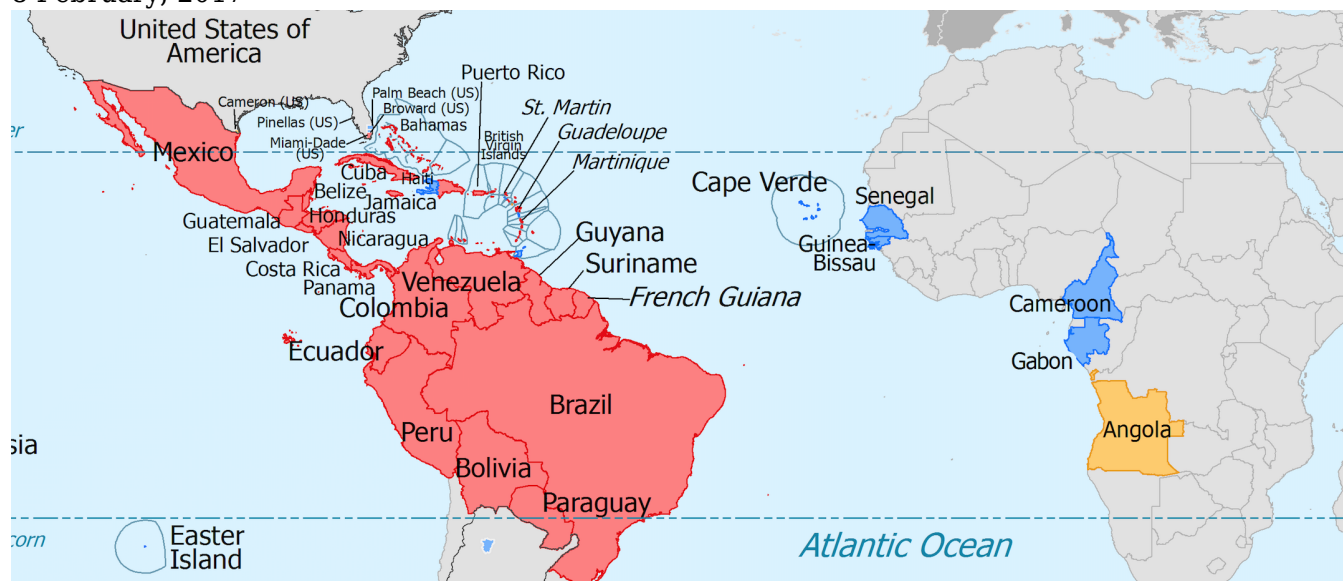 United States of
America
Puerto Rico
Palm Beach (US)
Cameron (US)
St. Martin
Broward (US)
Pinellas (US)
Bahamas
Guadeloupe
British
Virgin
Islands
Miami-Dade
(US)
Mexico
Martinique
Cuba
Haiti
Cape Verde
Belize
Jamaica
Senegal
Guatemala
Honduras
El Salvador
Nicaragua
Guyana
Guinea-
Bissau
Costa Rica
Suriname
Panama
Venezuela
French Guiana
Colombia
Cameroon
Ecuador
Gabon
Brazil
Peru
Angola
Bolivia
Paraguay
Easter
Island
Atlantic Ocean